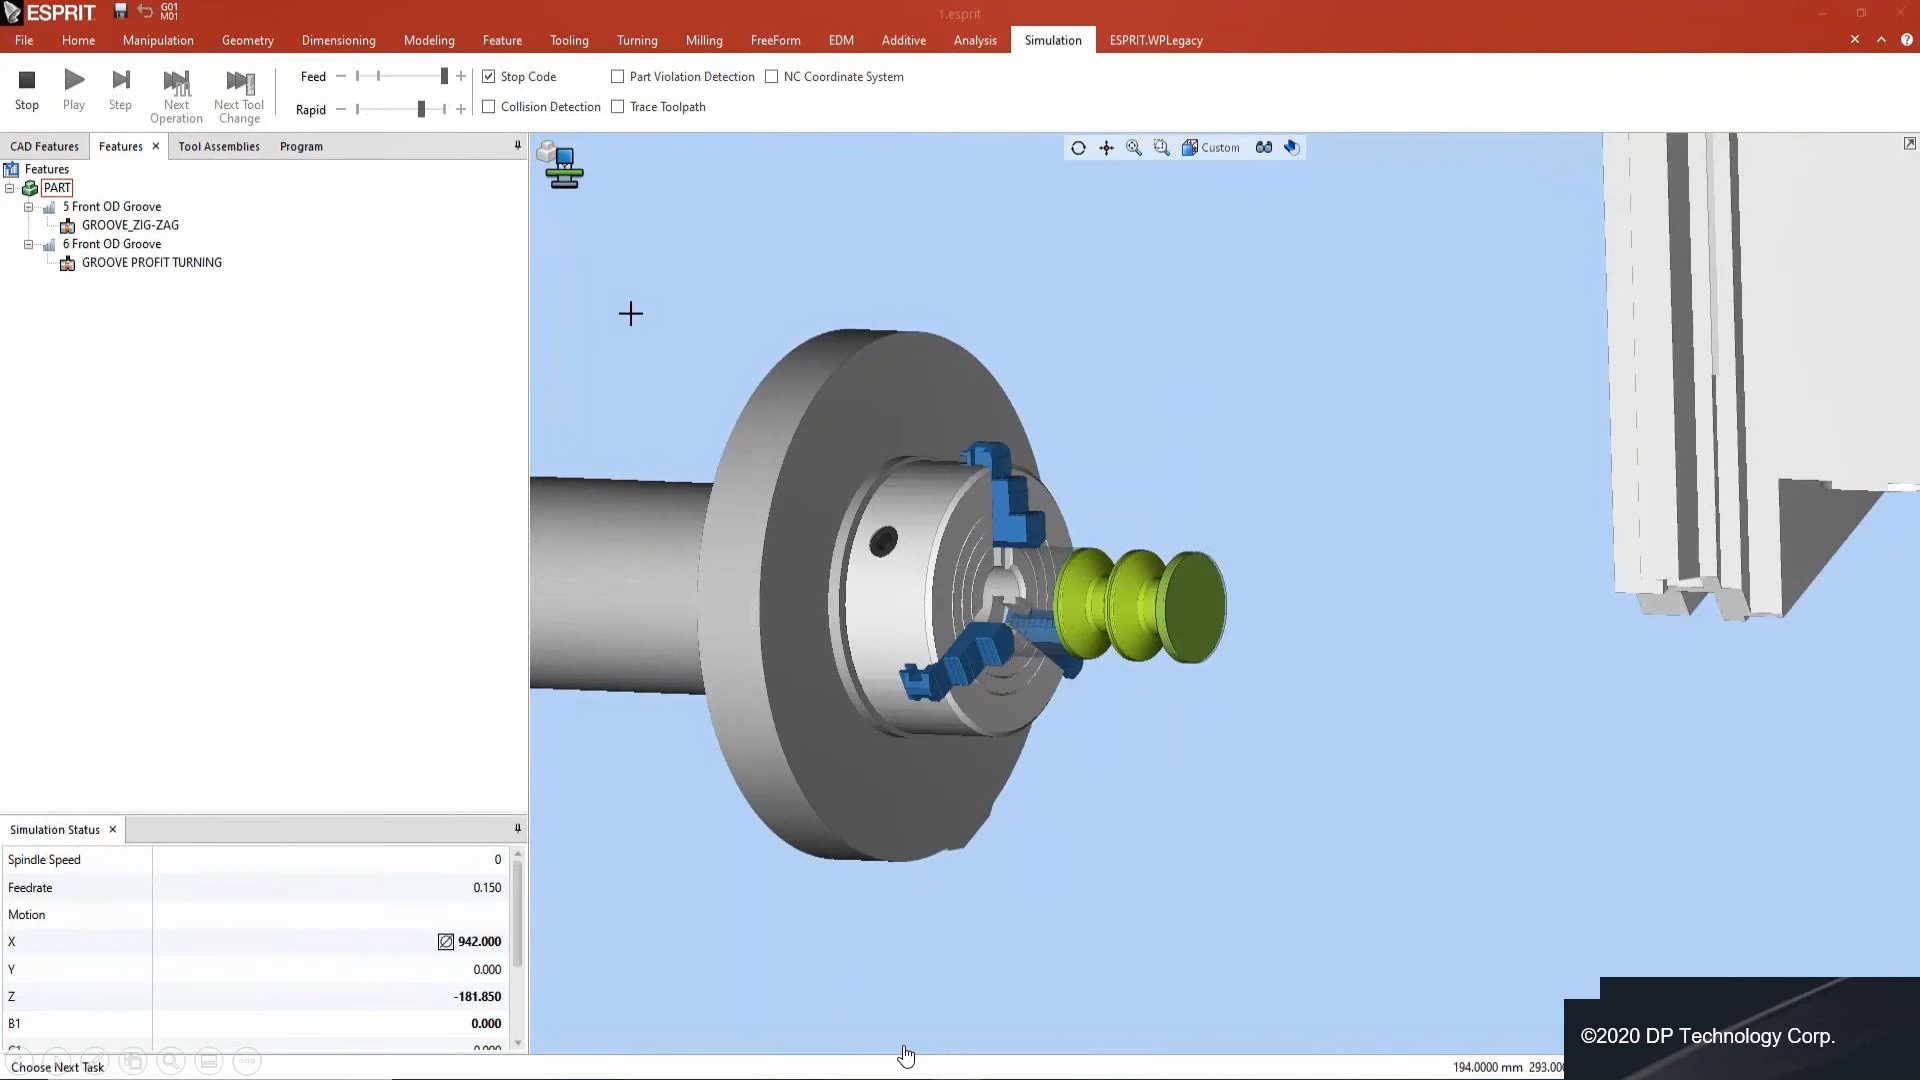 ESPRIT
G01
M01
1.esprit
File Home Manipulation Geometry Dimensioning Modeling Feature Tooling Turning Milling FreeForm EDM Additive Analysis Simulation ESPRIT.WPLegacy
Stop Play Step Next Operation Next Tool Change
Feed
Rapid
Stop Code Part Violation Detection NC Coordinate System
Collision Detection Trace Toolpath
CAD Features Features Tool Assemblies Program
Custom
Features
PART
5 Front OD Groove
GROOVE_ZIG-ZAG
6 Front OD Groove
GROOVE PROFIT TURNING
Simulation Status
Spindle Speed 0
Feedrate 0.150
Motion
X 942.000
Y 0.000
Z -181.850
B1 0.000
C1 0.000
Choose Next Task
194.0000 mm
©2020 DP Technology Corp.